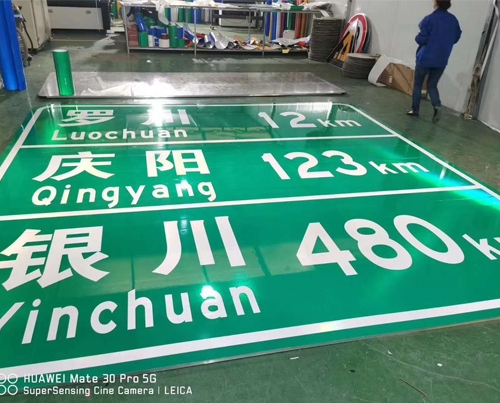 罗川 12 km
Luochuan
庆阳 123 km
Qingyang
银川 480 km
Yinchuan
HUAWEI Mate 30 Pro 5G
SuperSensing Cine Camera | LEICA